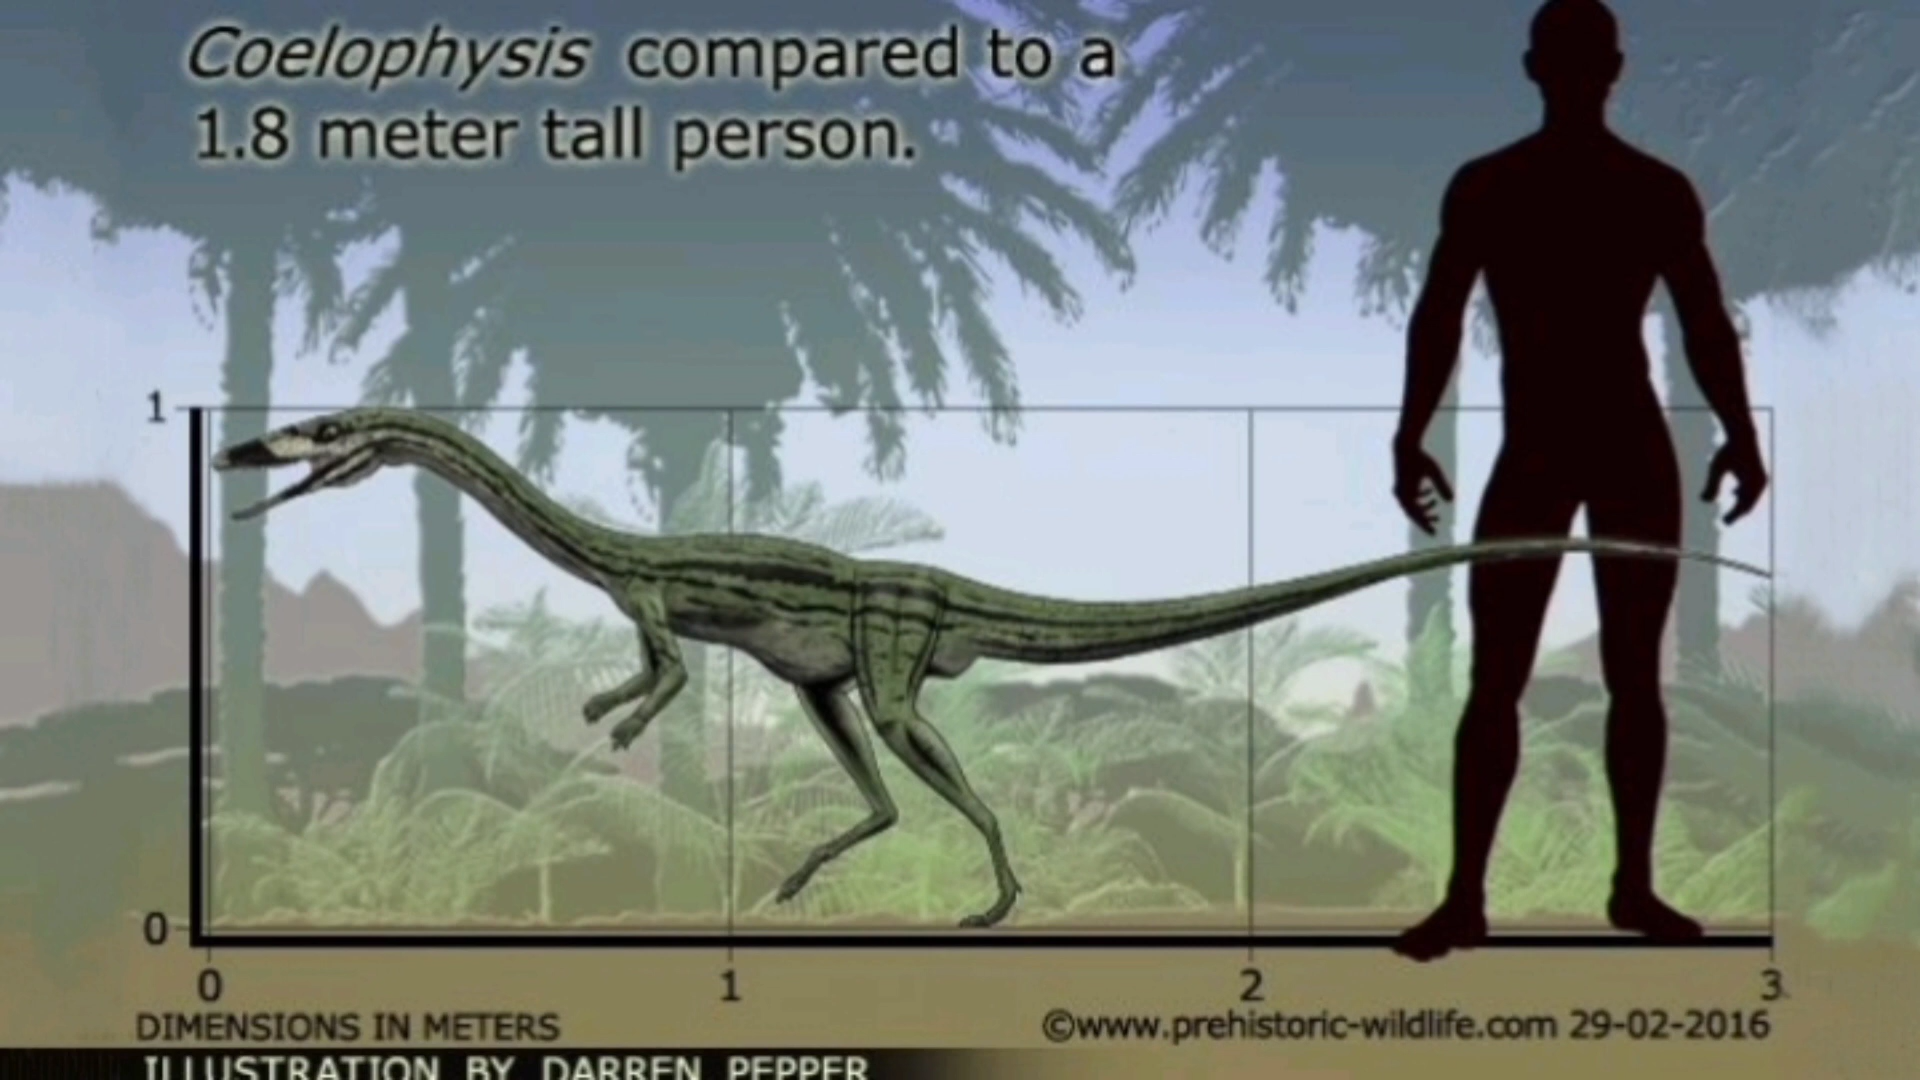 Coelophysis compared to a
1.8 meter tall person.
1
0
0 1 2 3
DIMENSIONS IN METERS
©www.prehistoric-wildlife.com 29-02-2016
ILLUSTRATION BY DARREN PEPPER